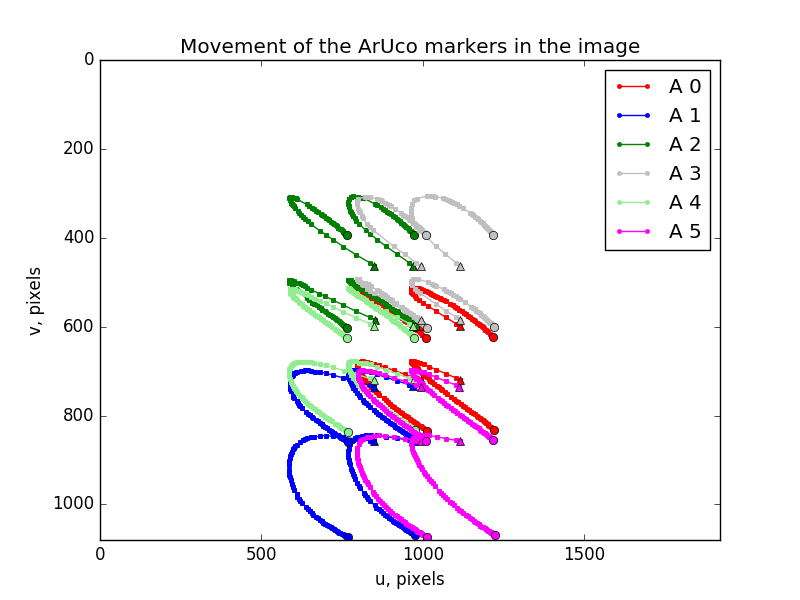 Movement of the ArUco markers in the image
0
200
400
600
800
1000
v, pixels
A 0
A 1
A 2
A 3
A 4
A 5
0
500
1000
1500
u, pixels